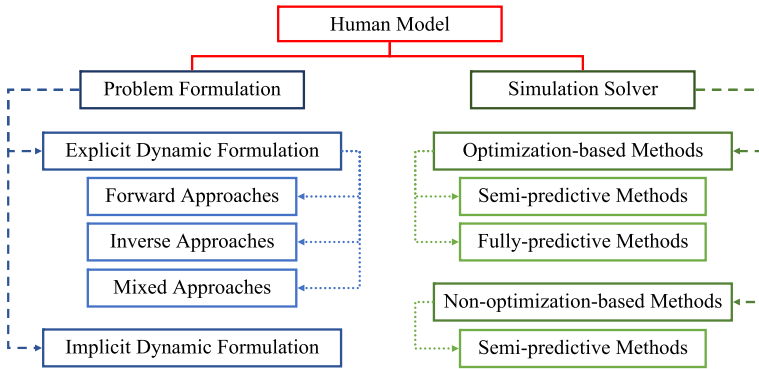 Human Model
Problem Formulation
Explicit Dynamic Formulation
Forward Approaches
Inverse Approaches
Mixed Approaches
Implicit Dynamic Formulation
Simulation Solver
Optimization-based Methods
Semi-predictive Methods
Fully-predictive Methods
Non-optimization-based Methods
Semi-predictive Methods